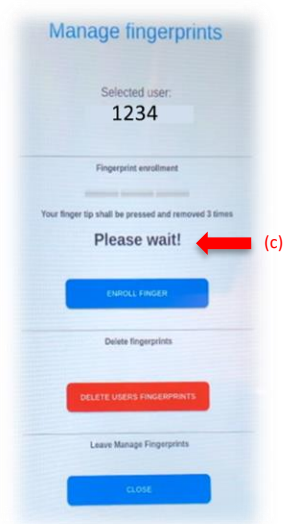 Manage fingerprints
Selected user:
1234
Fingerprint enrollment
Your finger tip shall be pressed and removed 3 times
Please wait!
(c)
ENROLL FINGER
Delete fingerprints
DELETE USERS FINGERPRINTS
Leave Manage Fingerprints
CLOSE